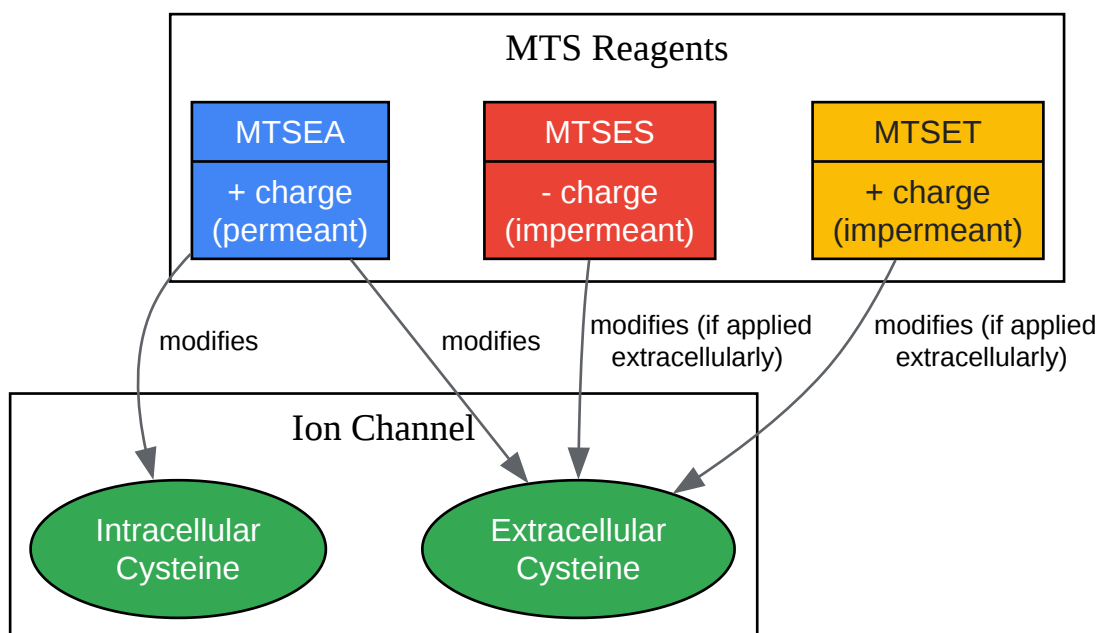 MTS Reagents
MTSEA
+ charge
(permeant)
MTSES
- charge
(impermeant)
MTSET
+ charge
(impermeant)
modifies
modifies
modifies (if applied
extracellularly)
modifies (if applied
extracellularly)
Ion Channel
Intracellular
Cysteine
Extracellular
Cysteine